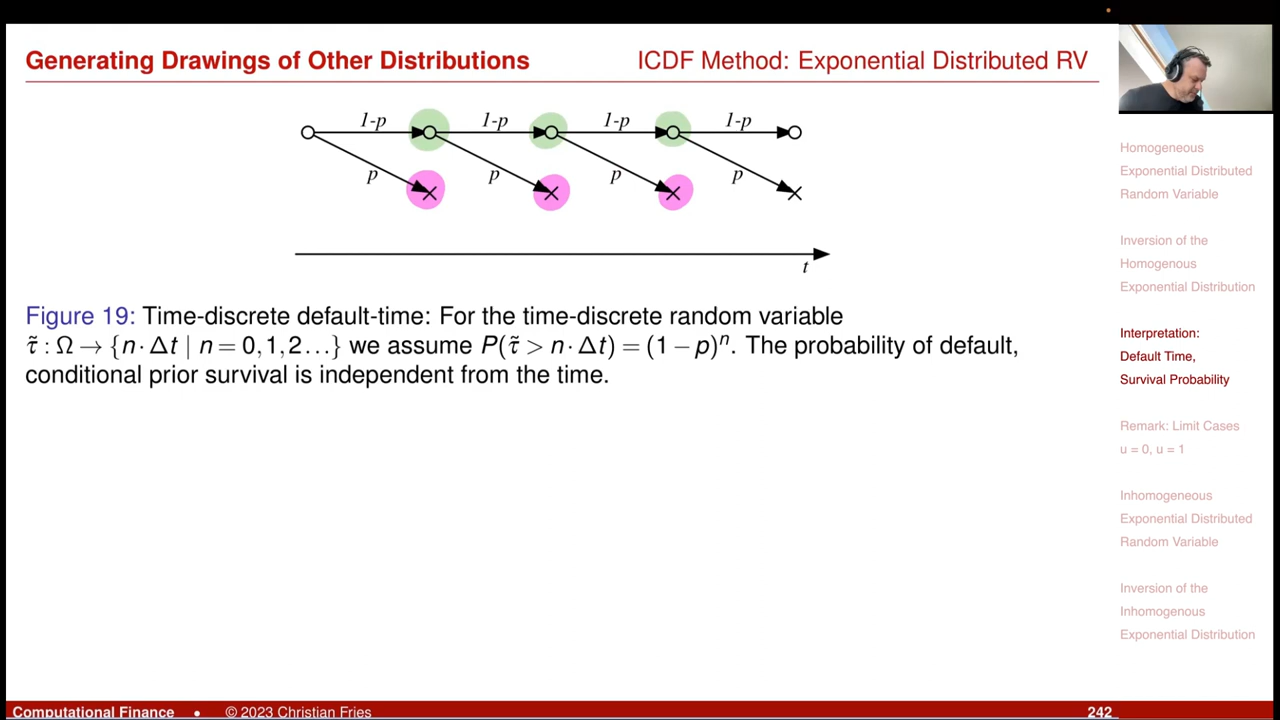 Generating Drawings of Other Distributions
ICDF Method: Exponential Distributed RV
1-p 1-p 1-p 1-p
p p p p
t
Figure 19: Time-discrete default-time: For the time-discrete random variable
τ̃ : Ω → {n · Δt | n = 0, 1, 2 …} we assume P(τ̃ > n · Δt) = (1 − p)ⁿ. The probability of default,
conditional prior survival is independent from the time.
Homogeneous
Exponential Distributed
Random Variable
Inversion of the
Homogenous
Exponential Distribution
Interpretation:
Default Time,
Survival Probability
Remark: Limit Cases
u = 0, u = 1
Inhomogeneous
Exponential Distributed
Random Variable
Inversion of the
Inhomogenous
Exponential Distribution
Computational Finance • © 2023 Christian Fries
242